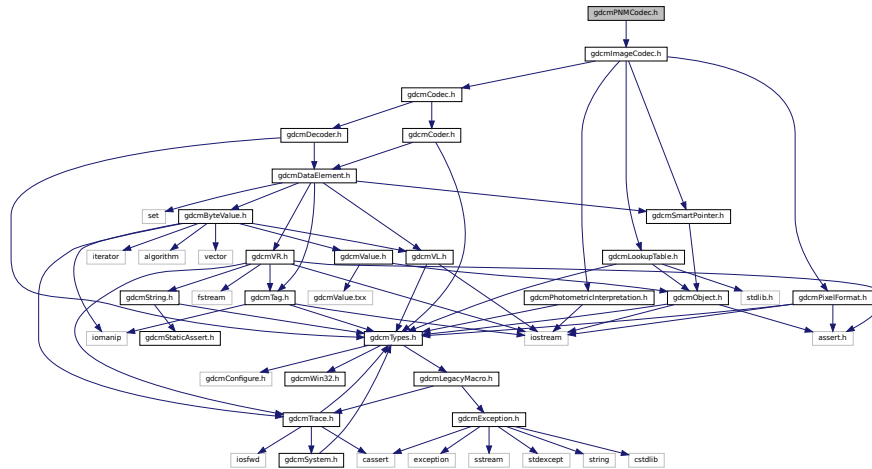 gdcmPNMCodec.h
gdcmImageCodec.h
gdcmCodec.h
gdcmDecoder.h
gdcmCoder.h
gdcmDataElement.h
set
gdcmByteValue.h
gdcmSmartPointer.h
iterator
algorithm
vector
gdcmVR.h
gdcmValue.h
gdcmVL.h
gdcmLookupTable.h
gdcmString.h
fstream
gdcmTag.h
gdcmValue.txx
gdcmPhotometricInterpretation.h
gdcmObject.h
stdlib.h
gdcmPixelFormat.h
iomanip
gdcmStaticAssert.h
gdcmTypes.h
iostream
assert.h
gdcmConfigure.h
gdcmWin32.h
gdcmLegacyMacro.h
gdcmTrace.h
gdcmException.h
iosfwd
gdcmSystem.h
cassert
exception
sstream
stdexcept
string
cstdlib